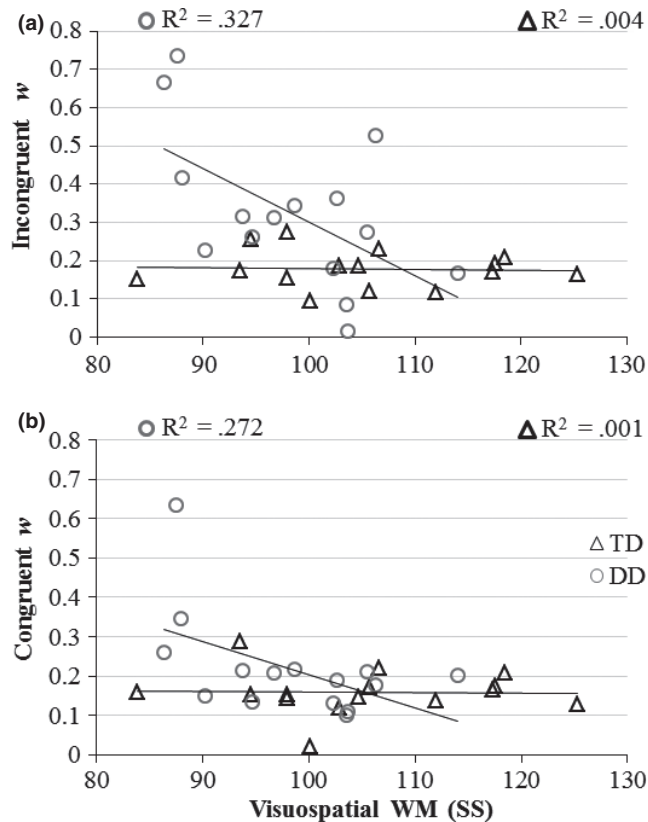 (a) R² = .327 R² = .004
0.8
0.7
0.6
0.5
0.4
0.3
0.2
0.1
0
Incongruent w
80 90 100 110 120 130
(b) R² = .272 R² = .001
0.8
0.7
0.6
0.5
0.4
0.3
0.2
0.1
0
Congruent w
TD
DD
80 90 100 110 120 130
Visuospatial WM (SS)